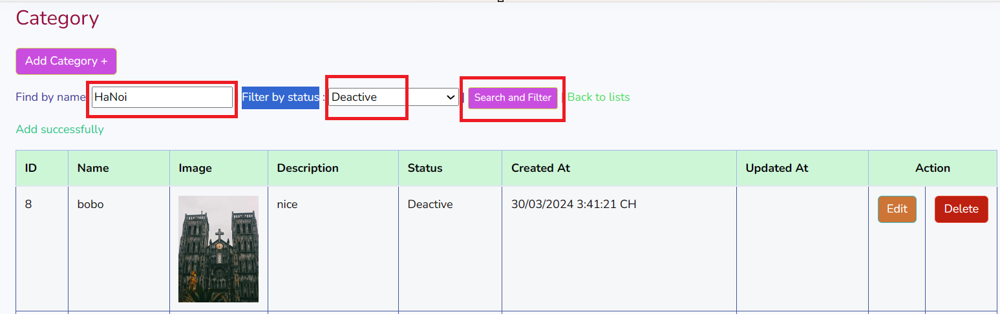 Category
Add Category +
Find by name HaNoi Filter by status : Deactive | Search and Filter | Back to lists
Add successfully
ID Name Image Description Status Created At Updated At Action
8 bobo nice Deactive 30/03/2024 3:41:21 CH Edit Delete